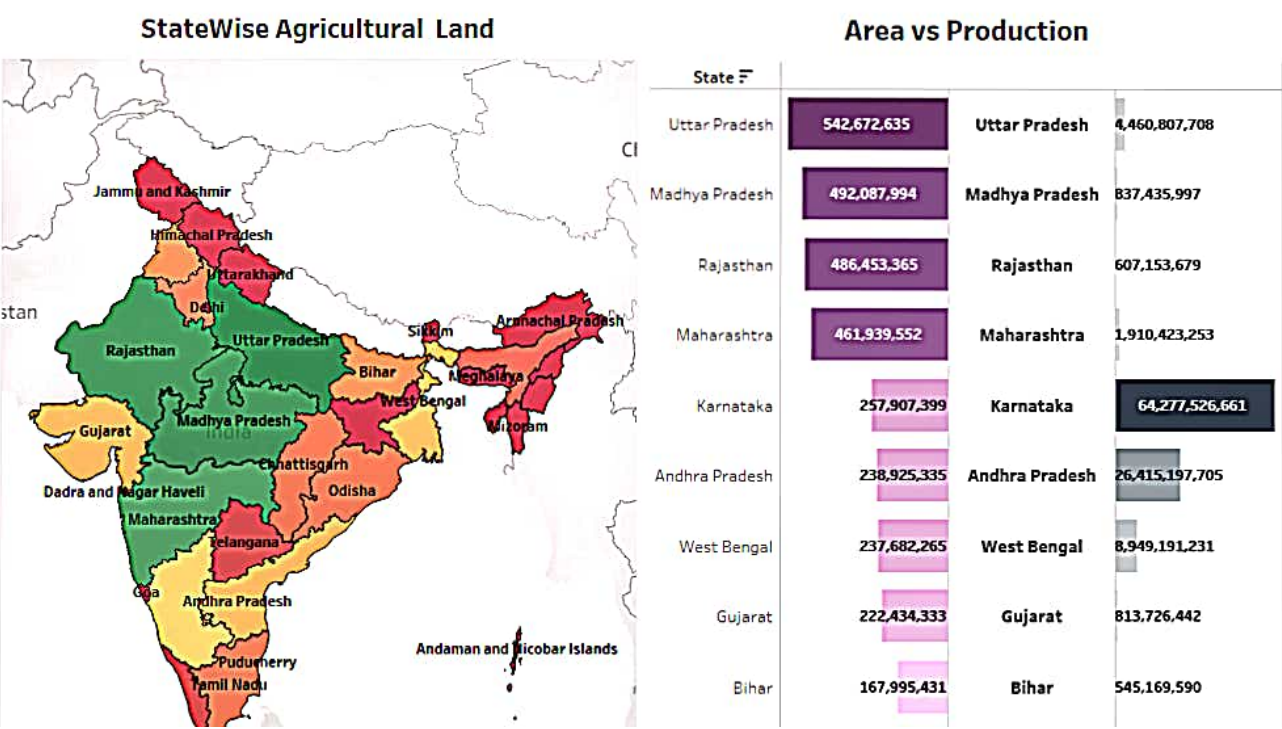 StateWise Agricultural Land
Jammu and Kashmir
Himachal Pradesh
Uttarakhand
stan
Delhi
Sikkim
Arunachal Pradesh
Rajasthan
Uttar Pradesh
Bihar
Meghalaya
West Bengal
Madhya Pradesh
India
Gujarat
Mizoram
Chhattisgarh
Dadra and Nagar Haveli
Odisha
Maharashtra
Telangana
Goa
Andhra Pradesh
Andaman and Nicobar Islands
Puducherry
Tamil Nadu
Area vs Production
State
Uttar Pradesh 542,672,635 Uttar Pradesh 4,460,807,708
Madhya Pradesh 492,087,994 Madhya Pradesh 837,435,997
Rajasthan 486,453,365 Rajasthan 607,153,679
Maharashtra 461,939,552 Maharashtra 1,910,423,253
Karnataka 257,907,399 Karnataka 64,277,526,661
Andhra Pradesh 238,925,335 Andhra Pradesh 26,415,197,705
West Bengal 237,682,265 West Bengal 8,949,191,231
Gujarat 222,434,333 Gujarat 813,726,442
Bihar 167,995,431 Bihar 545,169,590